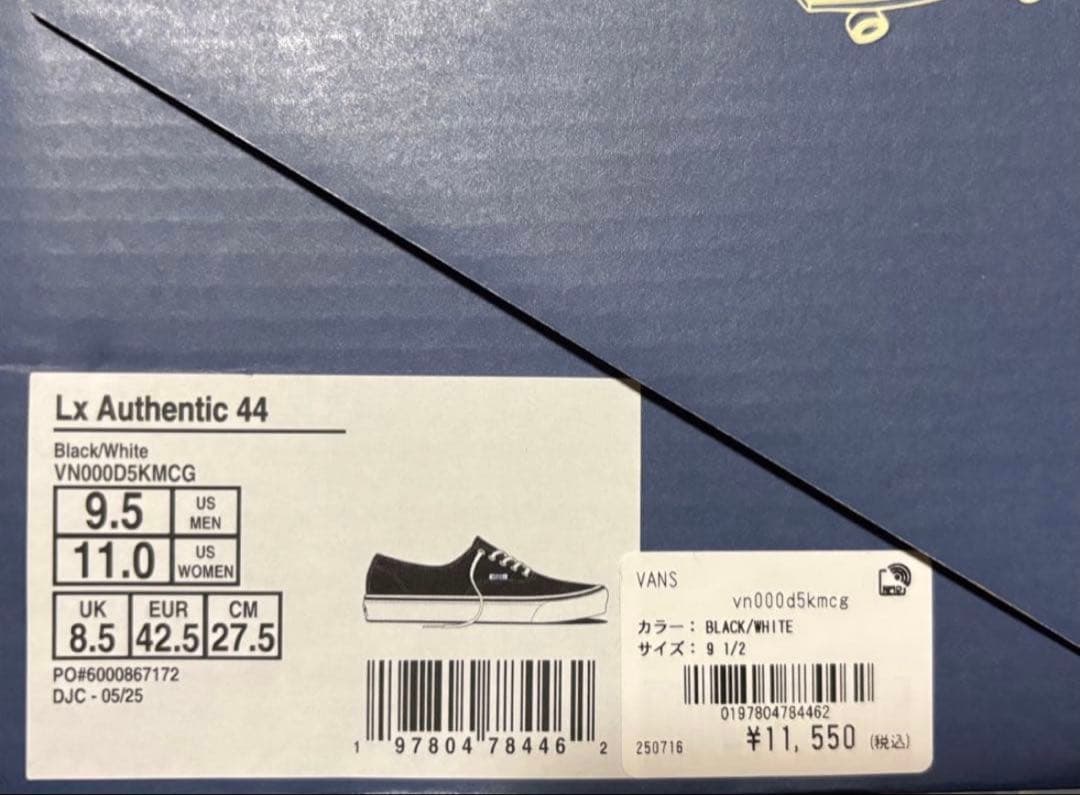 Lx Authentic 44
Black/White
VN000D5KMCG
9.5 US MEN
11.0 US WOMEN
UK EUR CM
8.5 42.5 27.5
PO#6000867172
DJC - 05/25
1 97804 78446 2
VANS
vn000d5kmcg
カラー： BLACK/WHITE
サイズ： 9 1/2
0197804784462
250716 ¥11,550 (税込)